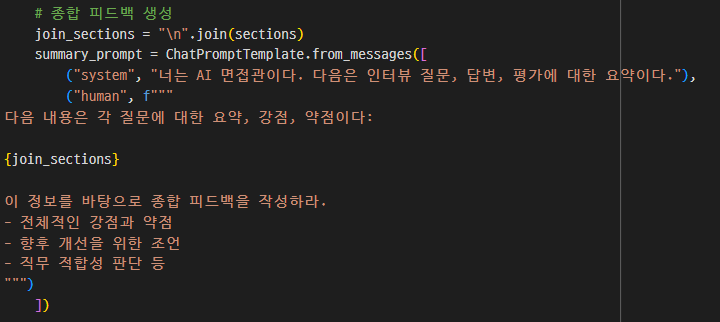 # 종합 피드백 생성
join_sections = "\n".join(sections)
summary_prompt = ChatPromptTemplate.from_messages([
("system", "너는 AI 면접관이다. 다음은 인터뷰 질문, 답변, 평가에 대한 요약이다."),
("human", f"""
다음 내용은 각 질문에 대한 요약, 강점, 약점이다:
{join_sections}
이 정보를 바탕으로 종합 피드백을 작성하라.
- 전체적인 강점과 약점
- 향후 개선을 위한 조언
- 직무 적합성 판단 등
""")
])